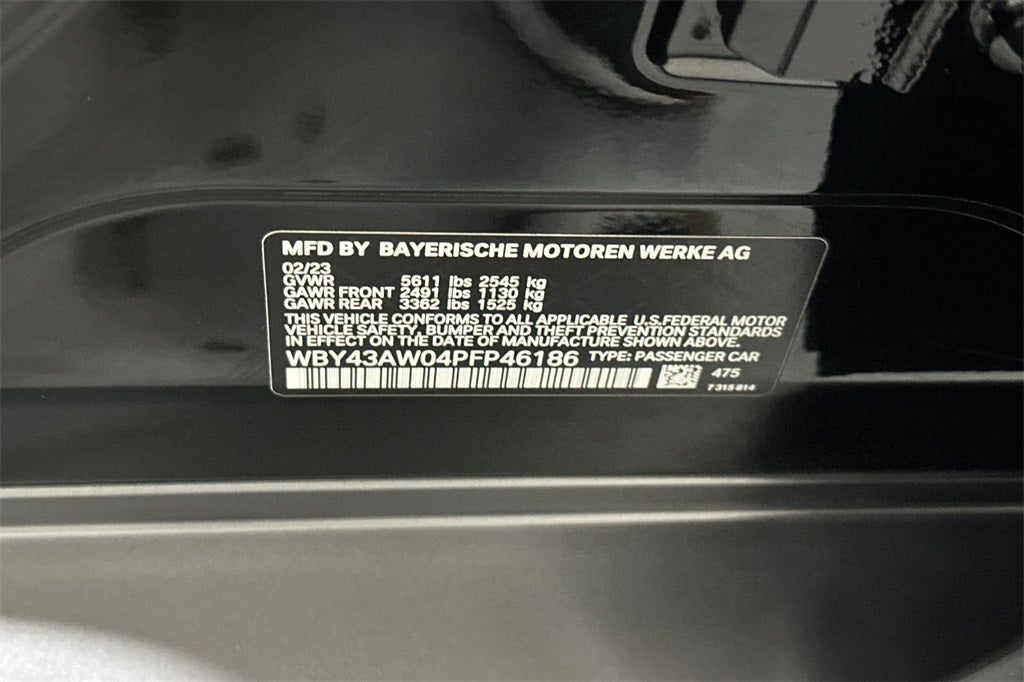 MFD BY BAYERISCHE MOTOREN WERKE AG
02/23
GVWR 5611 lbs 2545 kg
GAWR FRONT 2491 lbs 1130 kg
GAWR REAR 3362 lbs 1525 kg
THIS VEHICLE CONFORMS TO ALL APPLICABLE U.S.FEDERAL MOTOR
VEHICLE SAFETY, BUMPER AND THEFT PREVENTION STANDARDS
IN EFFECT ON THE DATE OF MANUFACTURE SHOWN ABOVE.
WBY43AW04PFP46186 TYPE: PASSENGER CAR
475
7 315 814